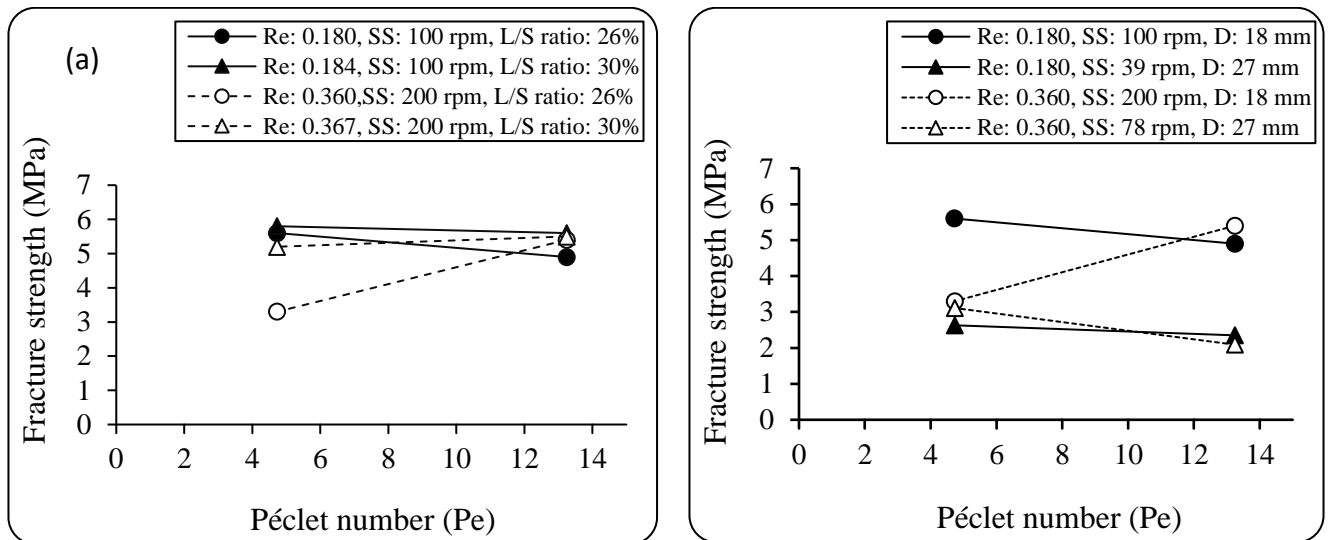 (a)
Re: 0.180, SS: 100 rpm, L/S ratio: 26%
Re: 0.184, SS: 100 rpm, L/S ratio: 30%
Re: 0.360,SS: 200 rpm, L/S ratio: 26%
Re: 0.367, SS: 200 rpm, L/S ratio: 30%
Fracture strength (MPa)
7
6
5
4
3
2
1
0
0 2 4 6 8 10 12 14
Péclet number (Pe)
Re: 0.180, SS: 100 rpm, D: 18 mm
Re: 0.180, SS: 39 rpm, D: 27 mm
Re: 0.360, SS: 200 rpm, D: 18 mm
Re: 0.360, SS: 78 rpm, D: 27 mm
Fracture strength (MPa)
7
6
5
4
3
2
1
0
0 2 4 6 8 10 12 14
Péclet number (Pe)